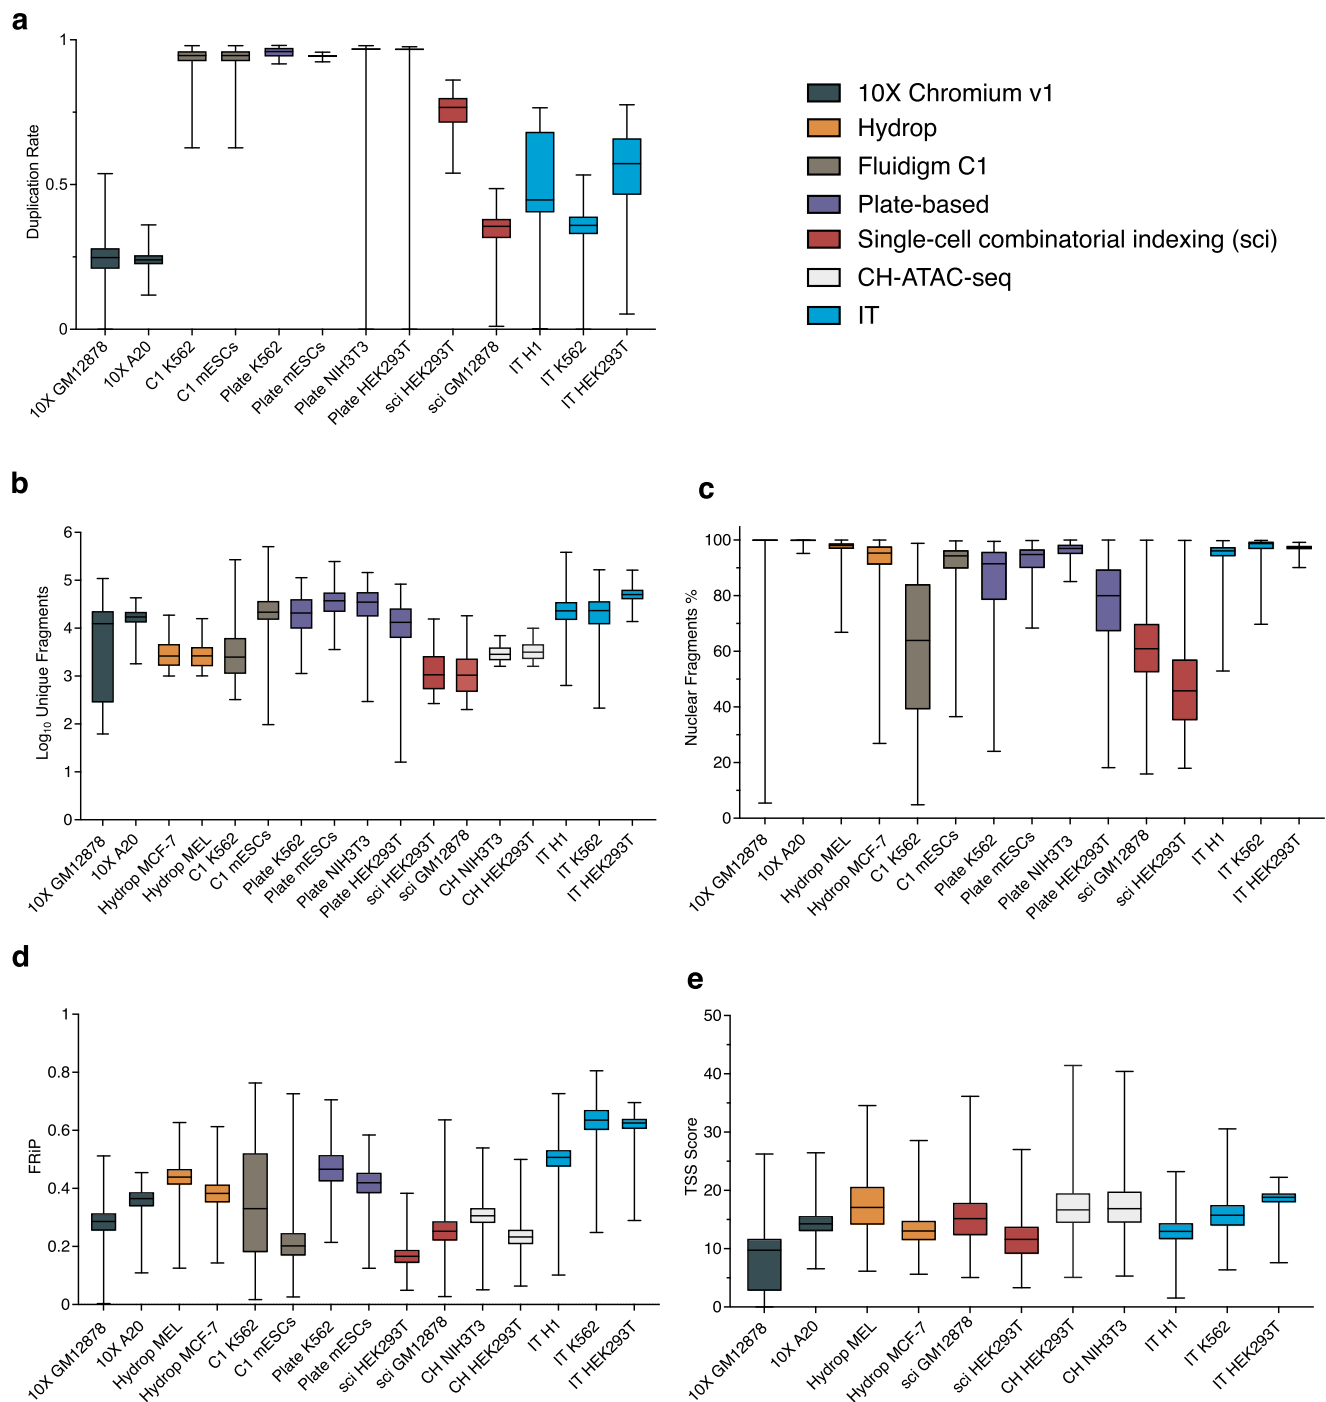 a
1
0.5
0
Duplication Rate
10X GM12878
10X A20
C1 K562
C1 mESCs
Plate K562
Plate mESCs
Plate NIH3T3
Plate HEK293T
sci HEK293T
sci GM12878
IT H1
IT K562
IT HEK293T
10X Chromium v1
Hydrop
Fluidigm C1
Plate-based
Single-cell combinatorial indexing (sci)
CH-ATAC-seq
IT
b
6
5
4
3
2
1
0
Log10 Unique Fragments
10X GM12878
10X A20
Hydrop MCF-7
Hydrop MEL
C1 K562
C1 mESCs
Plate K562
Plate mESCs
Plate NIH3T3
Plate HEK293T
sci HEK293T
sci GM12878
CH NIH3T3
CH HEK293T
IT H1
IT K562
IT HEK293T
c
100
80
60
40
20
0
Nuclear Fragments %
10X GM12878
10X A20
Hydrop MEL
Hydrop MCF-7
C1 K562
C1 mESCs
Plate K562
Plate mESCs
Plate NIH3T3
Plate HEK293T
sci GM12878
sci HEK293T
IT H1
IT K562
IT HEK293T
d
1
0.8
0.6
0.4
0.2
0
FRiP
10X GM12878
10X A20
Hydrop MEL
Hydrop MCF-7
C1 K562
C1 mESCs
Plate K562
Plate mESCs
sci HEK293T
sci GM12878
CH NIH3T3
CH HEK293T
IT H1
IT K562
IT HEK293T
e
50
40
30
20
10
0
TSS Score
10X GM12878
10X A20
Hydrop MEL
Hydrop MCF-7
sci GM12878
sci HEK293T
CH HEK293T
CH NIH3T3
IT H1
IT K562
IT HEK293T